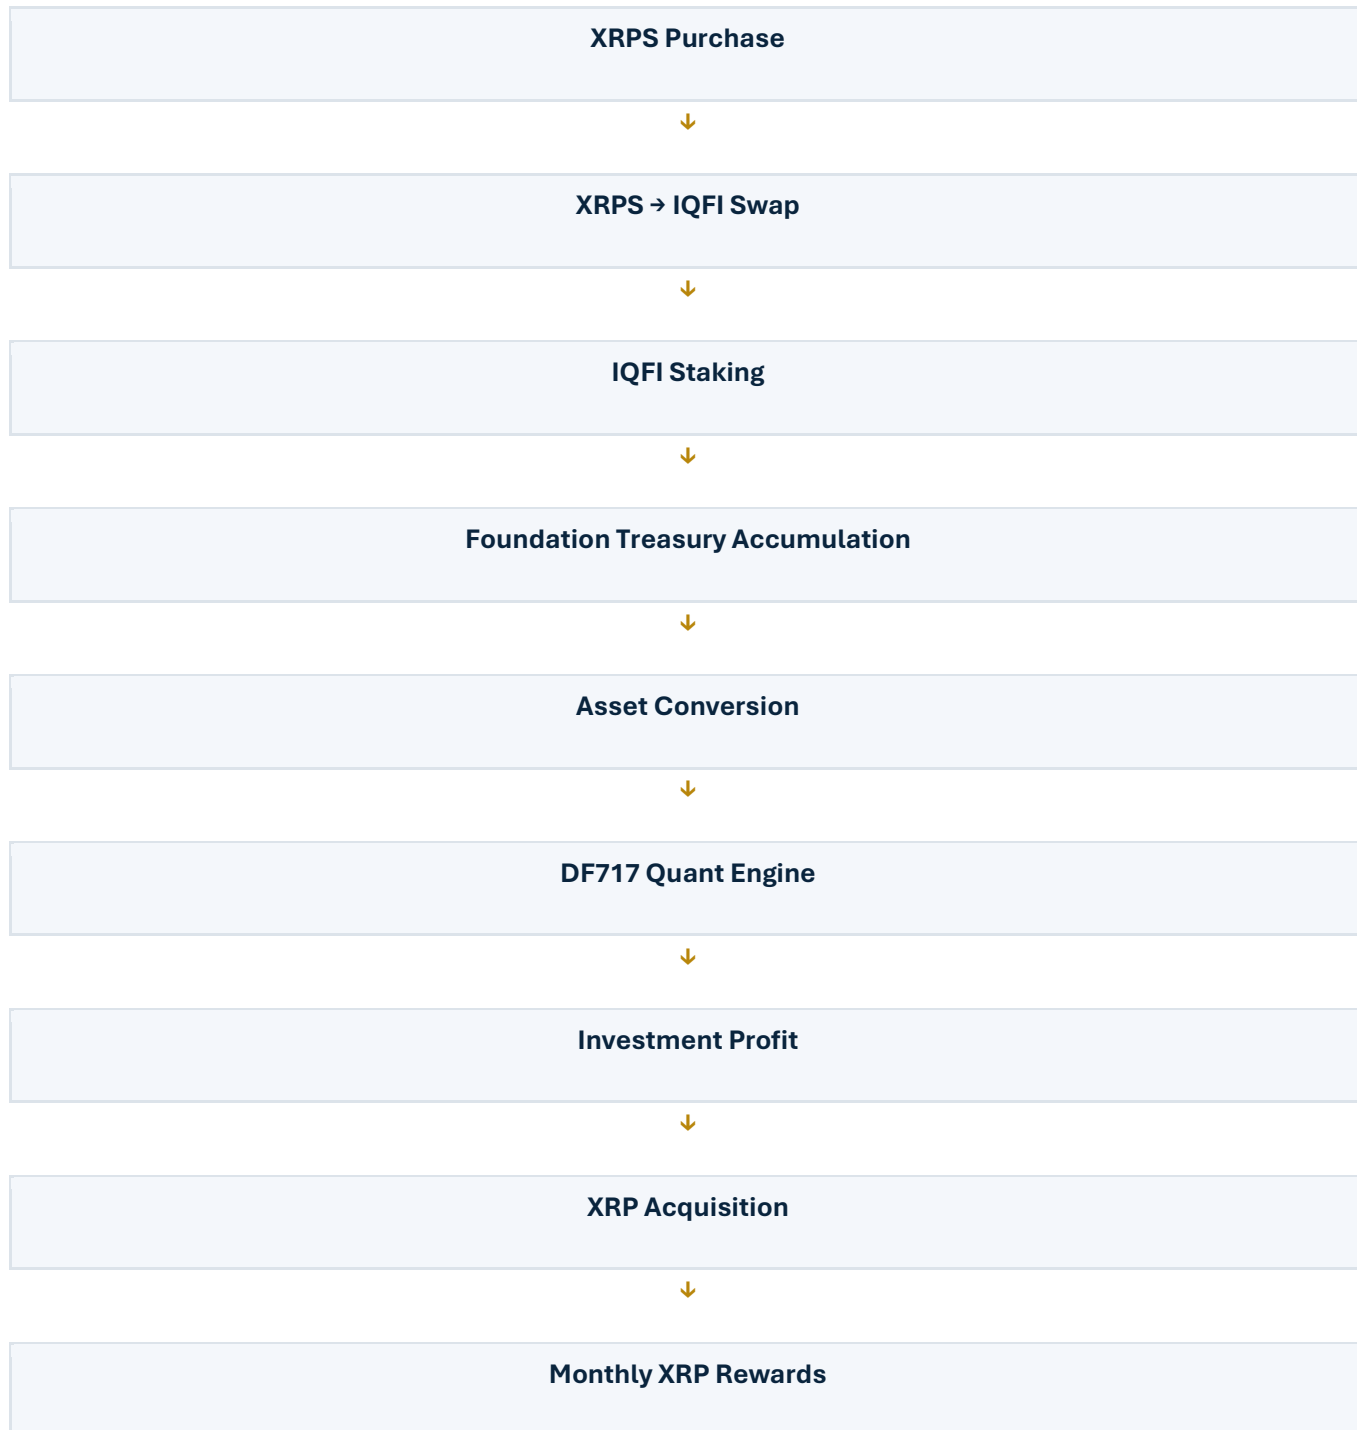 XRPS Purchase
↓
XRPS → IQFI Swap
↓
IQFI Staking
↓
Foundation Treasury Accumulation
↓
Asset Conversion
↓
DF717 Quant Engine
↓
Investment Profit
↓
XRP Acquisition
↓
Monthly XRP Rewards